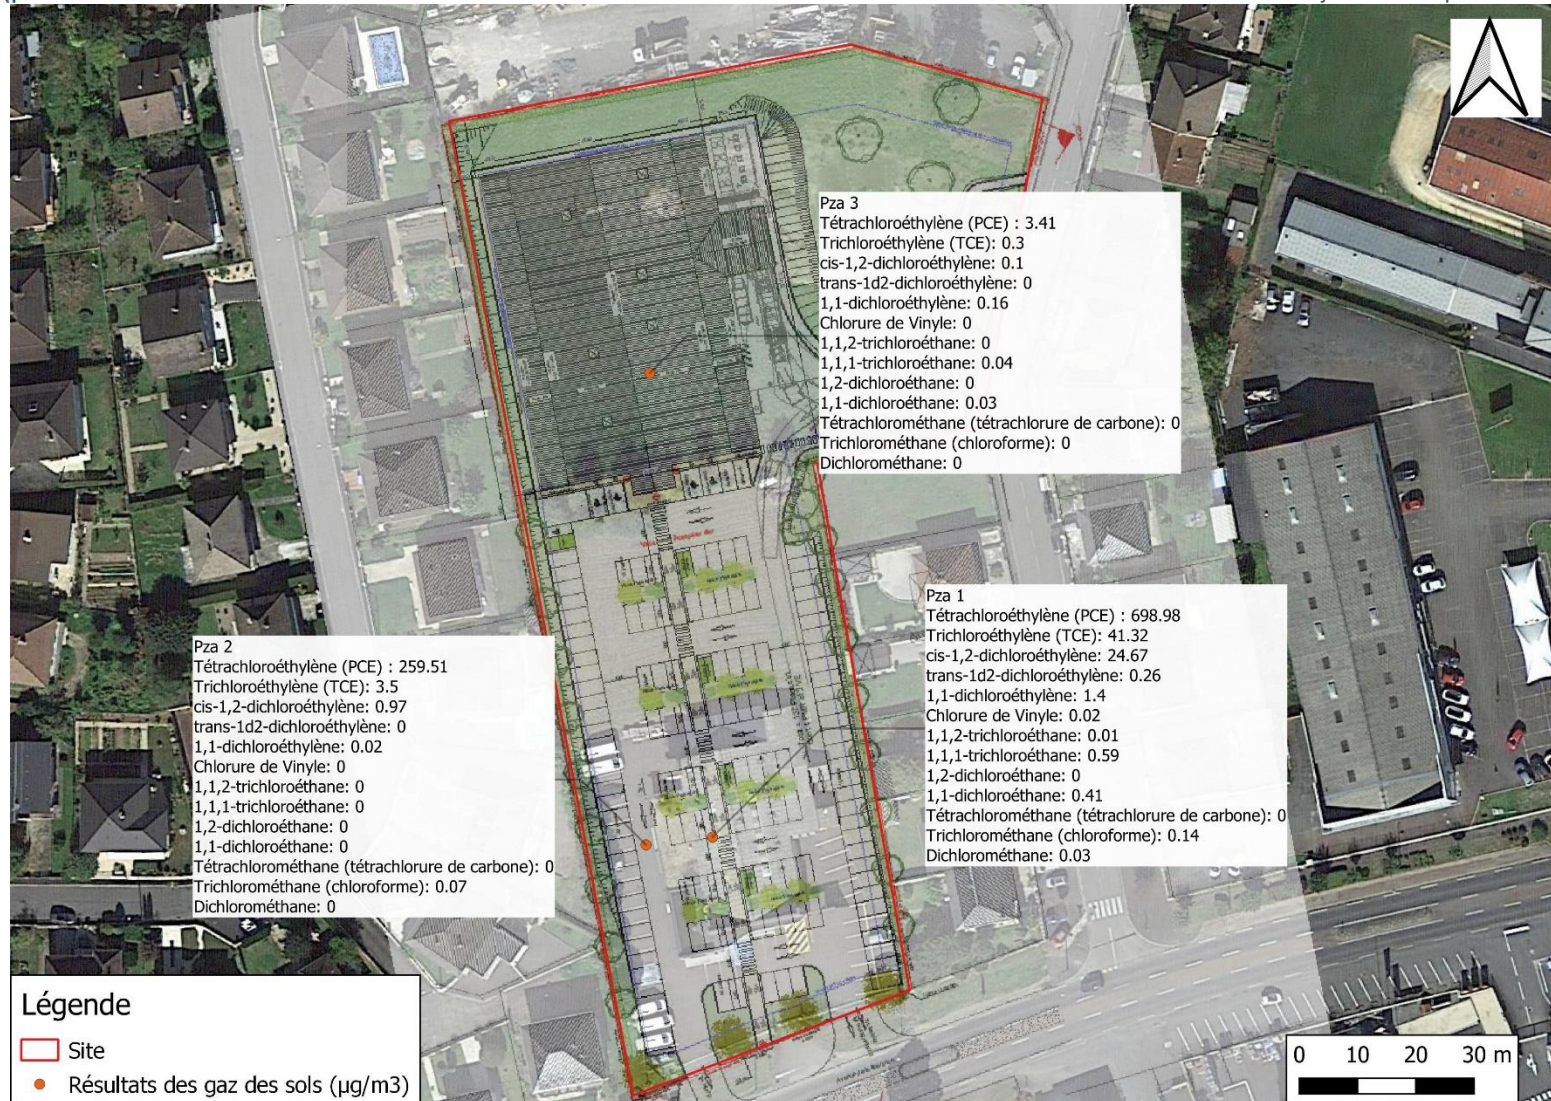 Pza 3
Tétrachloroéthylène (PCE) : 3.41
Trichloroéthylène (TCE): 0.3
cis-1,2-dichloroéthylène: 0.1
trans-1d2-dichloroéthylène: 0
1,1-dichloroéthylène: 0.16
Chlorure de Vinyle: 0
1,1,2-trichloroéthane: 0
1,1,1-trichloroéthane: 0.04
1,2-dichloroéthane: 0
1,1-dichloroéthane: 0.03
Tétrachlorométhane (tétrachlorure de carbone): 0
Trichlorométhane (chloroforme): 0
Dichlorométhane: 0
Pza 1
Tétrachloroéthylène (PCE) : 698.98
Trichloroéthylène (TCE): 41.32
cis-1,2-dichloroéthylène: 24.67
trans-1d2-dichloroéthylène: 0.26
1,1-dichloroéthylène: 1.4
Chlorure de Vinyle: 0.02
1,1,2-trichloroéthane: 0.01
1,1,1-trichloroéthane: 0.59
1,2-dichloroéthane: 0
1,1-dichloroéthane: 0.41
Tétrachlorométhane (tétrachlorure de carbone): 0
Trichlorométhane (chloroforme): 0.14
Dichlorométhane: 0.03
Pza 2
Tétrachloroéthylène (PCE) : 259.51
Trichloroéthylène (TCE): 3.5
cis-1,2-dichloroéthylène: 0.97
trans-1d2-dichloroéthylène: 0
1,1-dichloroéthylène: 0.02
Chlorure de Vinyle: 0
1,1,2-trichloroéthane: 0
1,1,1-trichloroéthane: 0
1,2-dichloroéthane: 0
1,1-dichloroéthane: 0
Tétrachlorométhane (tétrachlorure de carbone): 0
Trichlorométhane (chloroforme): 0.07
Dichlorométhane: 0
Légende
Site
Résultats des gaz des sols (µg/m3)
0 10 20 30 m